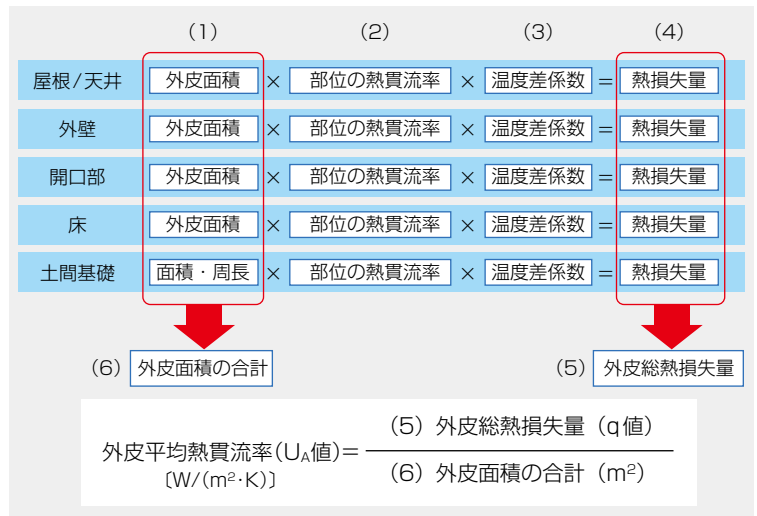 (1) (2) (3) (4)
屋根/天井 外皮面積 × 部位の熱貫流率 × 温度差係数 = 熱損失量
外壁 外皮面積 × 部位の熱貫流率 × 温度差係数 = 熱損失量
開口部 外皮面積 × 部位の熱貫流率 × 温度差係数 = 熱損失量
床 外皮面積 × 部位の熱貫流率 × 温度差係数 = 熱損失量
土間基礎 面積・周長 × 部位の熱貫流率 × 温度差係数 = 熱損失量
(6) 外皮面積の合計 (5) 外皮総熱損失量
(5) 外皮総熱損失量 (q値)
外皮平均熱貫流率(UA値)=
(6) 外皮面積の合計 (m²)
〔W/(m²·K)〕